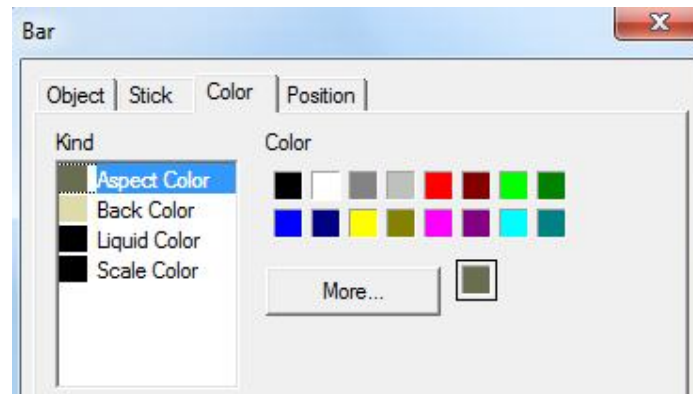 Bar
Object Stick Color Position
Kind
Color
Aspect Color
Back Color
Liquid Color
Scale Color
More...